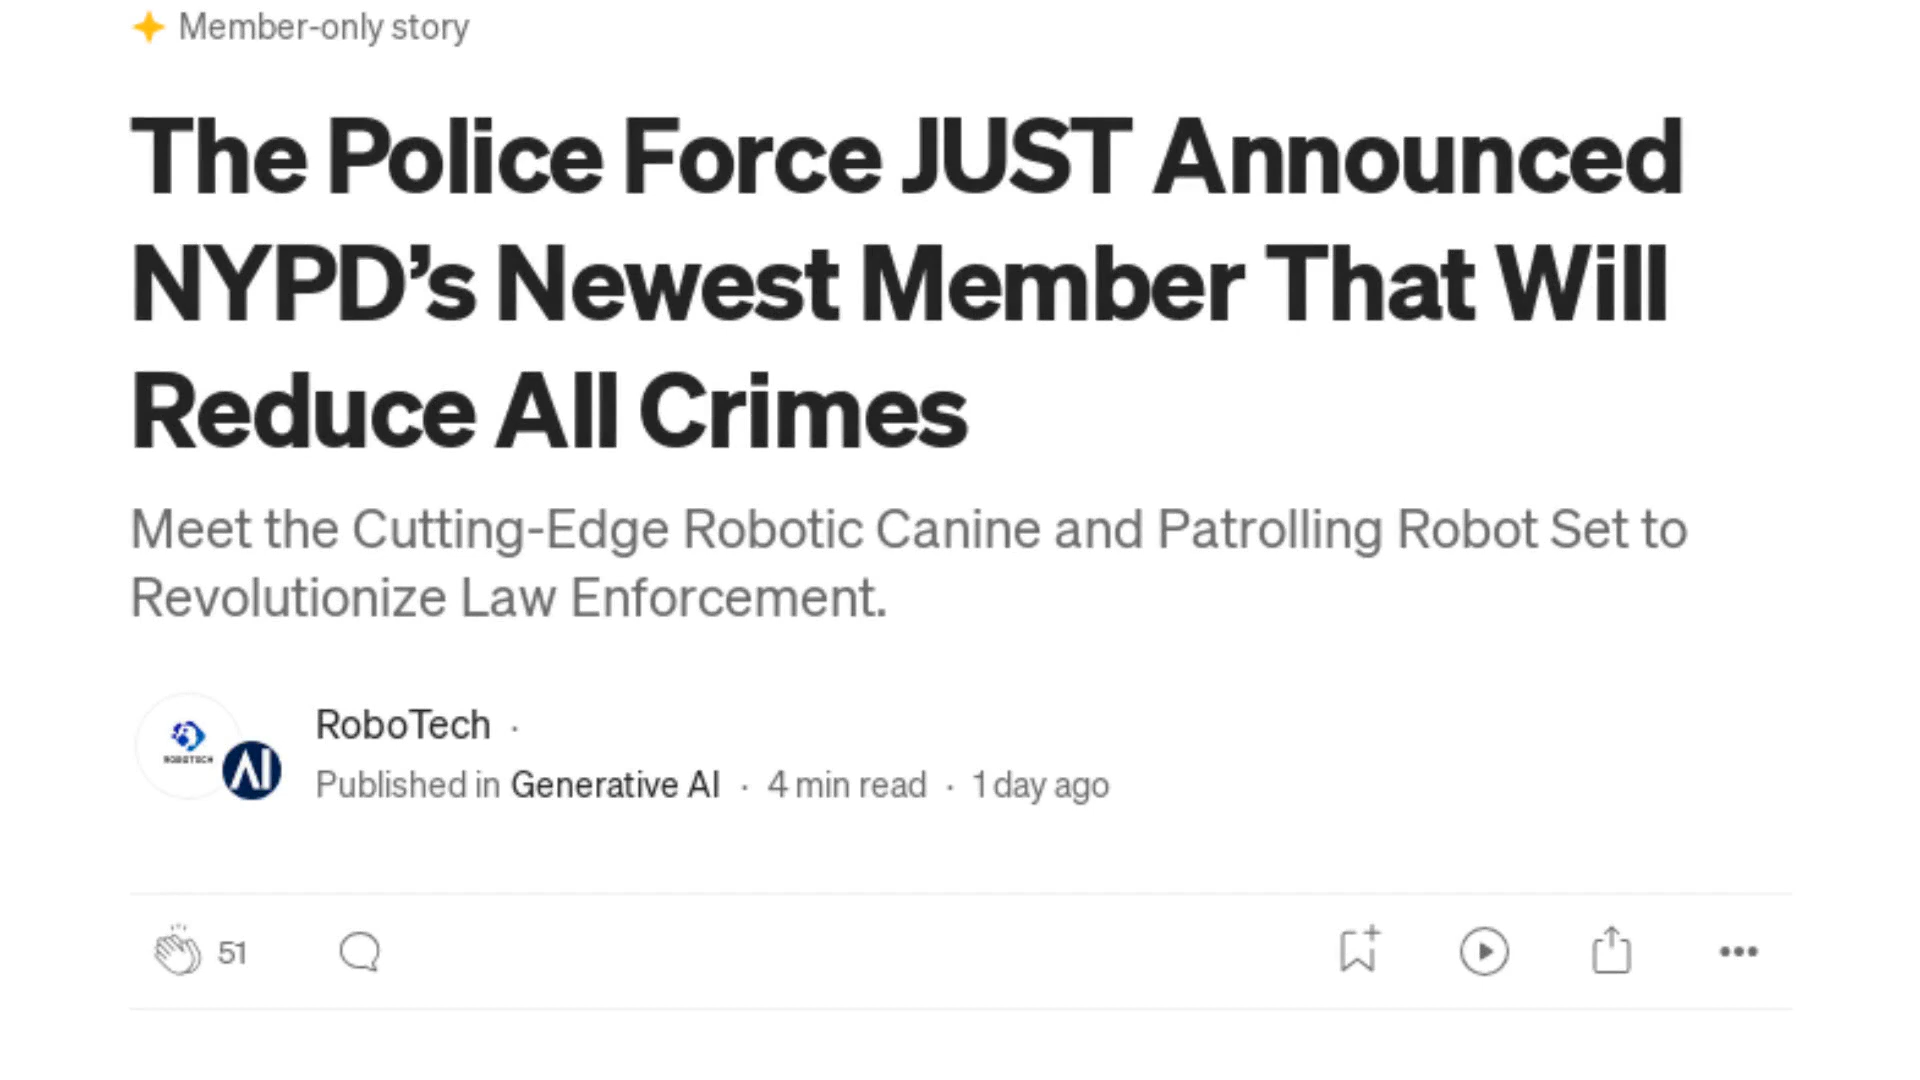 Member-only story
The Police Force JUST Announced
NYPD’s Newest Member That Will
Reduce All Crimes
Meet the Cutting-Edge Robotic Canine and Patrolling Robot Set to
Revolutionize Law Enforcement.
ROBOTECH
AI
RoboTech ·
Published in Generative AI · 4 min read · 1 day ago
51